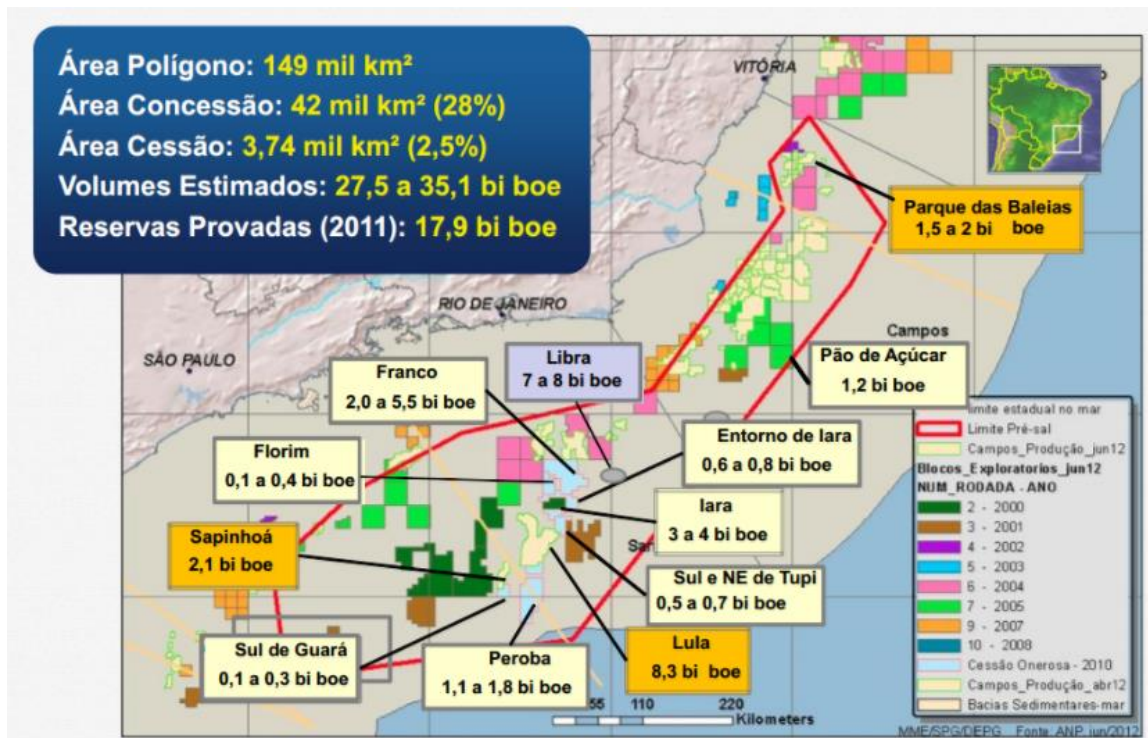 Área Polígono: 149 mil km²
Área Concessão: 42 mil km² (28%)
Área Cessão: 3,74 mil km² (2,5%)
Volumes Estimados: 27,5 a 35,1 bi boe
Reservas Provadas (2011): 17,9 bi boe
VITÓRIA
Parque das Baleias
1,5 a 2 bi boe
RIO DE JANEIRO
SÃO PAULO
Campos
Libra
7 a 8 bi boe
Pão de Açúcar
1,2 bi boe
Franco
2,0 a 5,5 bi boe
Entorno de Iara
0,6 a 0,8 bi boe
Florim
0,1 a 0,4 bi boe
Iara
3 a 4 bi boe
Sapinhoá
2,1 bi boe
Sul e NE de Tupi
0,5 a 0,7 bi boe
Sul de Guará
0,1 a 0,3 bi boe
Peroba
1,1 a 1,8 bi boe
Lula
8,3 bi boe
limite estadual no mar
Limite Pré-sal
Campos_Produção_jun12
Blocos_Exploratorios_jun12
NUM_RODADA - ANO
2 - 2000
3 - 2001
4 - 2002
5 - 2003
6 - 2004
7 - 2005
9 - 2007
10 - 2008
Cessão Onerosa - 2010
Campos_Produção_abr12
Bacias Sedimentares-mar
55 110 220
Kilometers
MME/SPG/DEPG Fonte: ANP, jun/2012